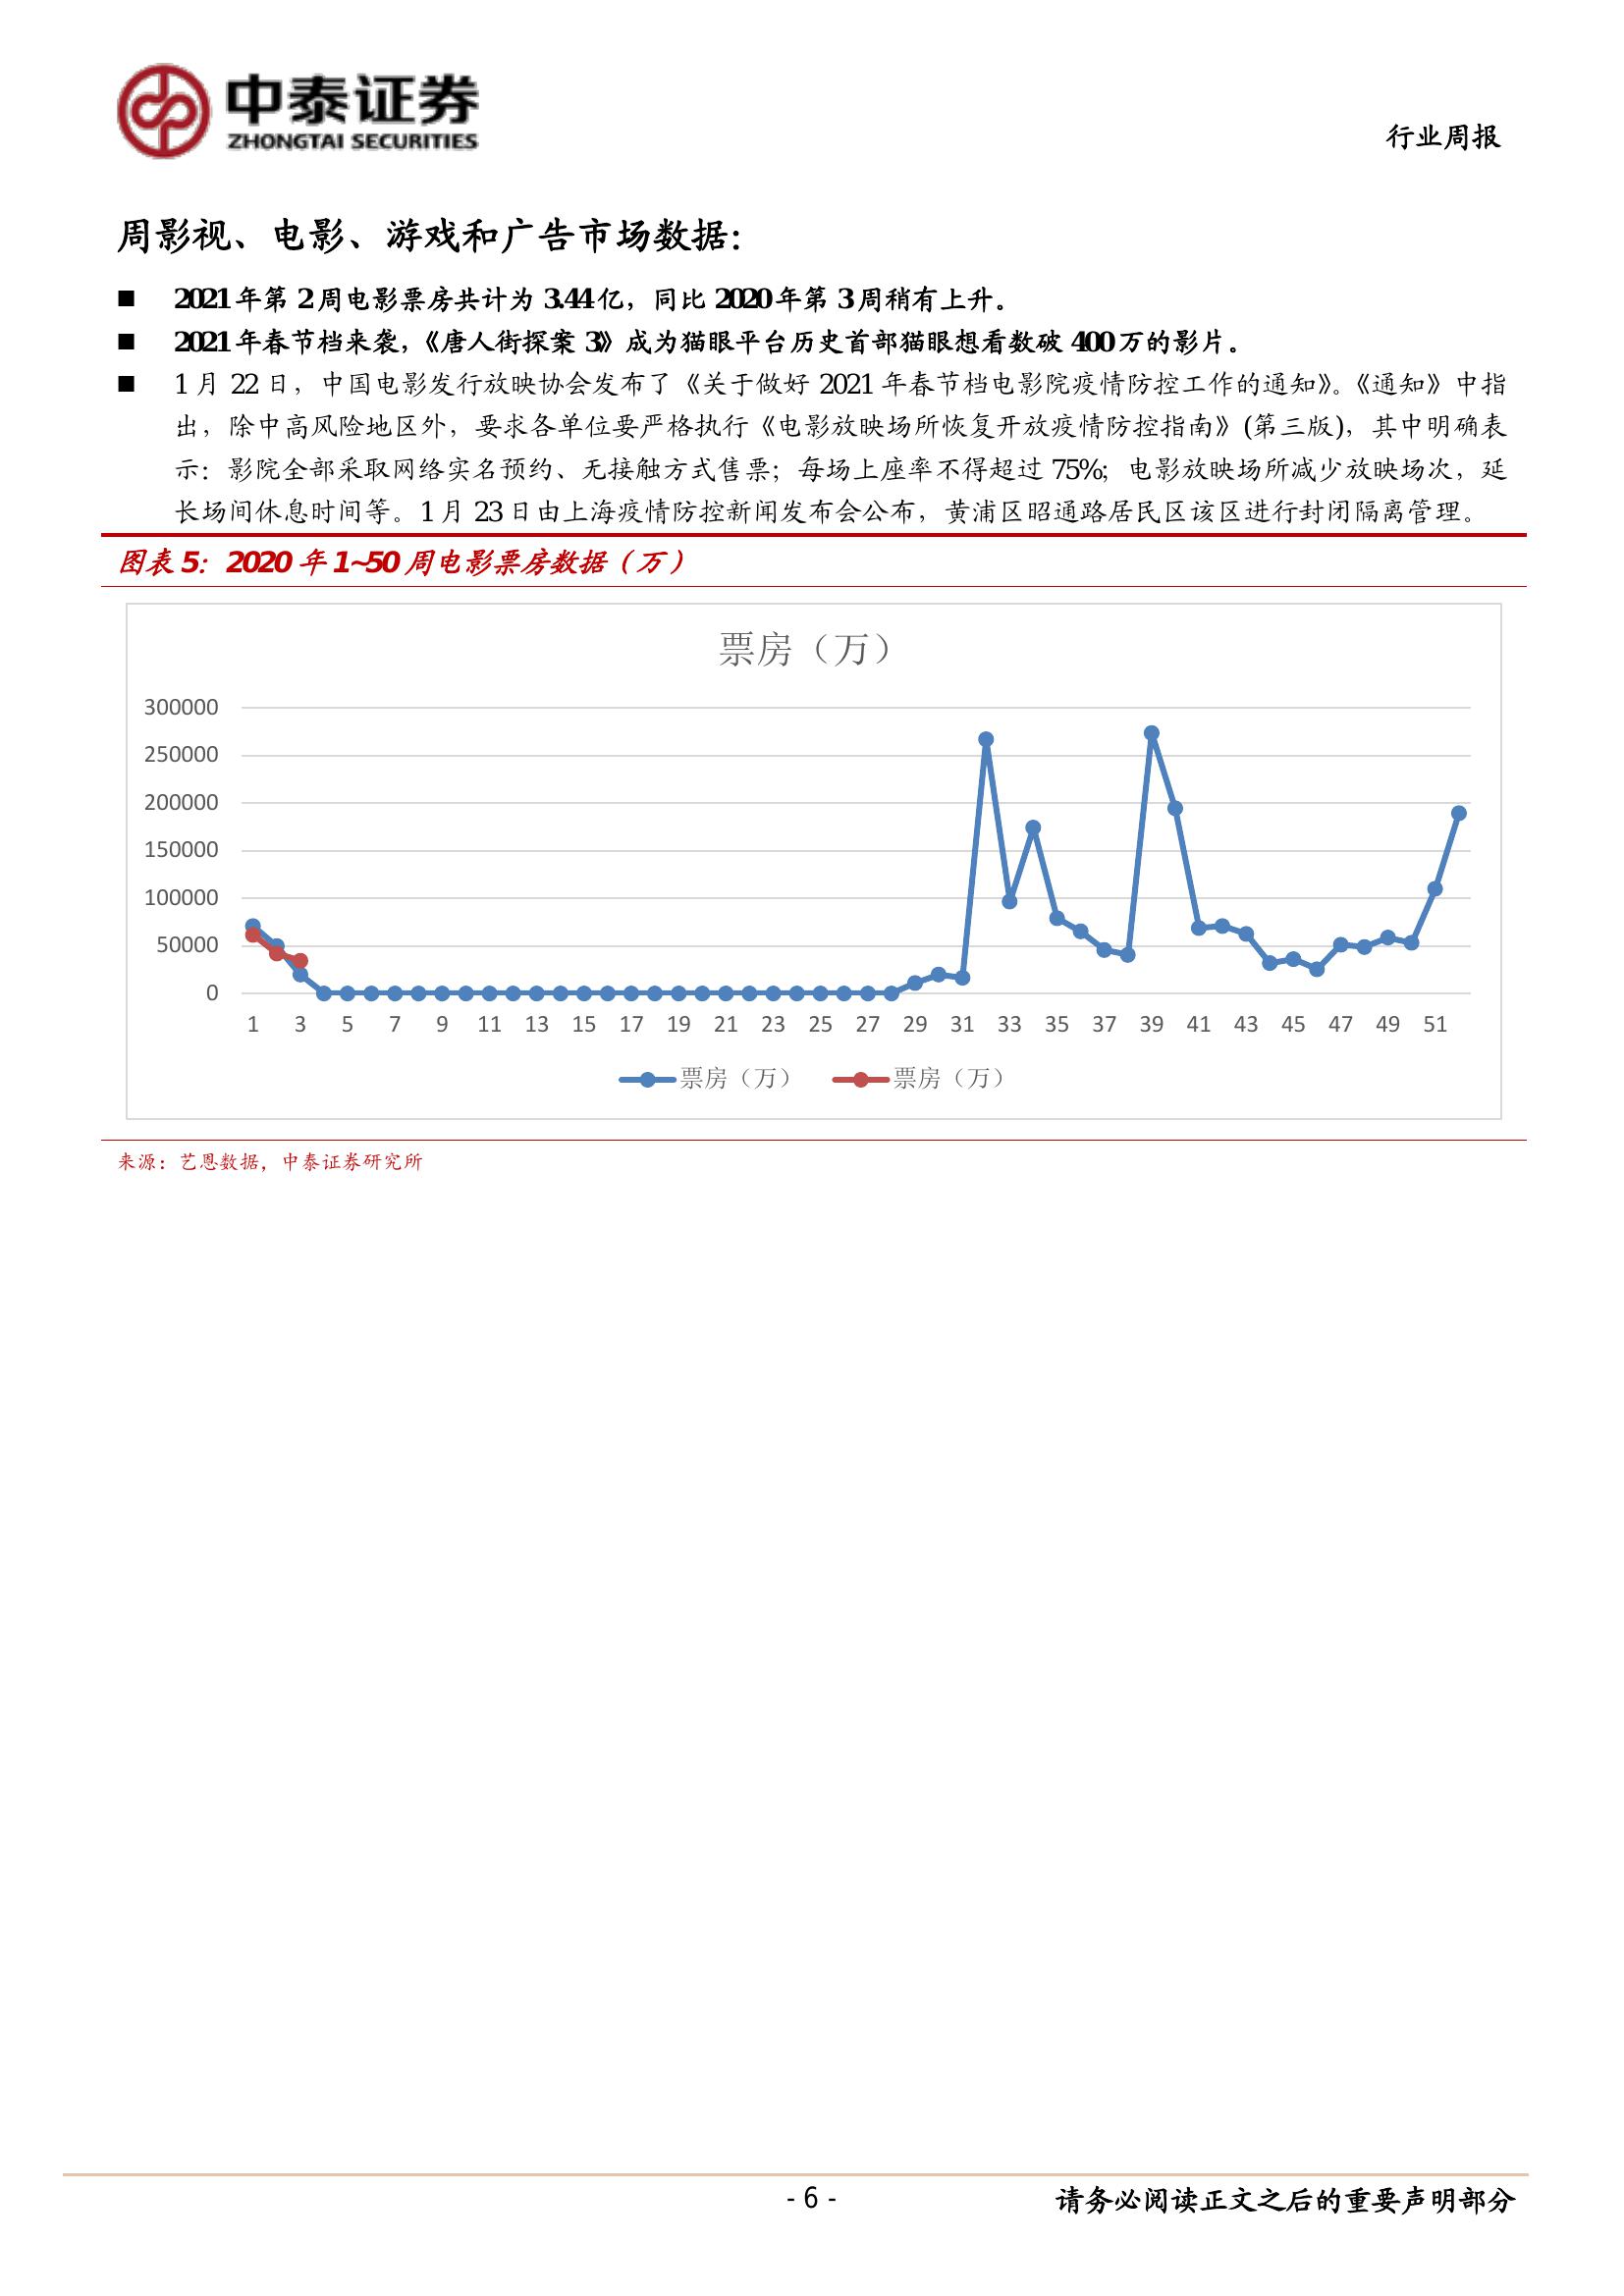 中泰证券
ZHONGTAI SECURITIES
行业周报
周影视、电影、游戏和广告市场数据：
■ 2021年第 2周电影票房共计为 3.44亿，同比 2020年第 3周稍有上升。
■ 2021年春节档来袭，《唐人街探案 3》成为猫眼平台历史首部猫眼想看数破 400万的影片。
■ 1 月 22 日，中国电影发行放映协会发布了《关于做好 2021 年春节档电影院疫情防控工作的通知》。《通知》中指
出，除中高风险地区外，要求各单位要严格执行《电影放映场所恢复开放疫情防控指南》(第三版)，其中明确表
示：影院全部采取网络实名预约、无接触方式售票；每场上座率不得超过 75%；电影放映场所减少放映场次，延
长场间休息时间等。1 月 23 日由上海疫情防控新闻发布会公布，黄浦区昭通路居民区该区进行封闭隔离管理。
图表 5：2020 年 1~50 周电影票房数据（万）
票房（万）
300000
250000
200000
150000
100000
50000
0
1 3 5 7 9 11 13 15 17 19 21 23 25 27 29 31 33 35 37 39 41 43 45 47 49 51
票房（万） 票房（万）
来源：艺恩数据，中泰证券研究所
- 6 -
请务必阅读正文之后的重要声明部分